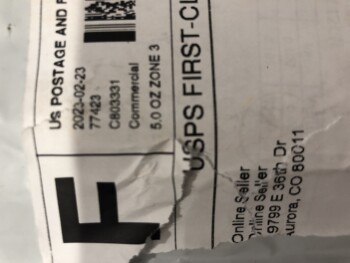 US POSTAGE AND F
2023-02-23
77423
C803331
Commercial
5.0 OZ ZONE 3
F
USPS FIRST-CL
Online Seller
Online Seller
9799 E 36th Dr
Aurora, CO 80011